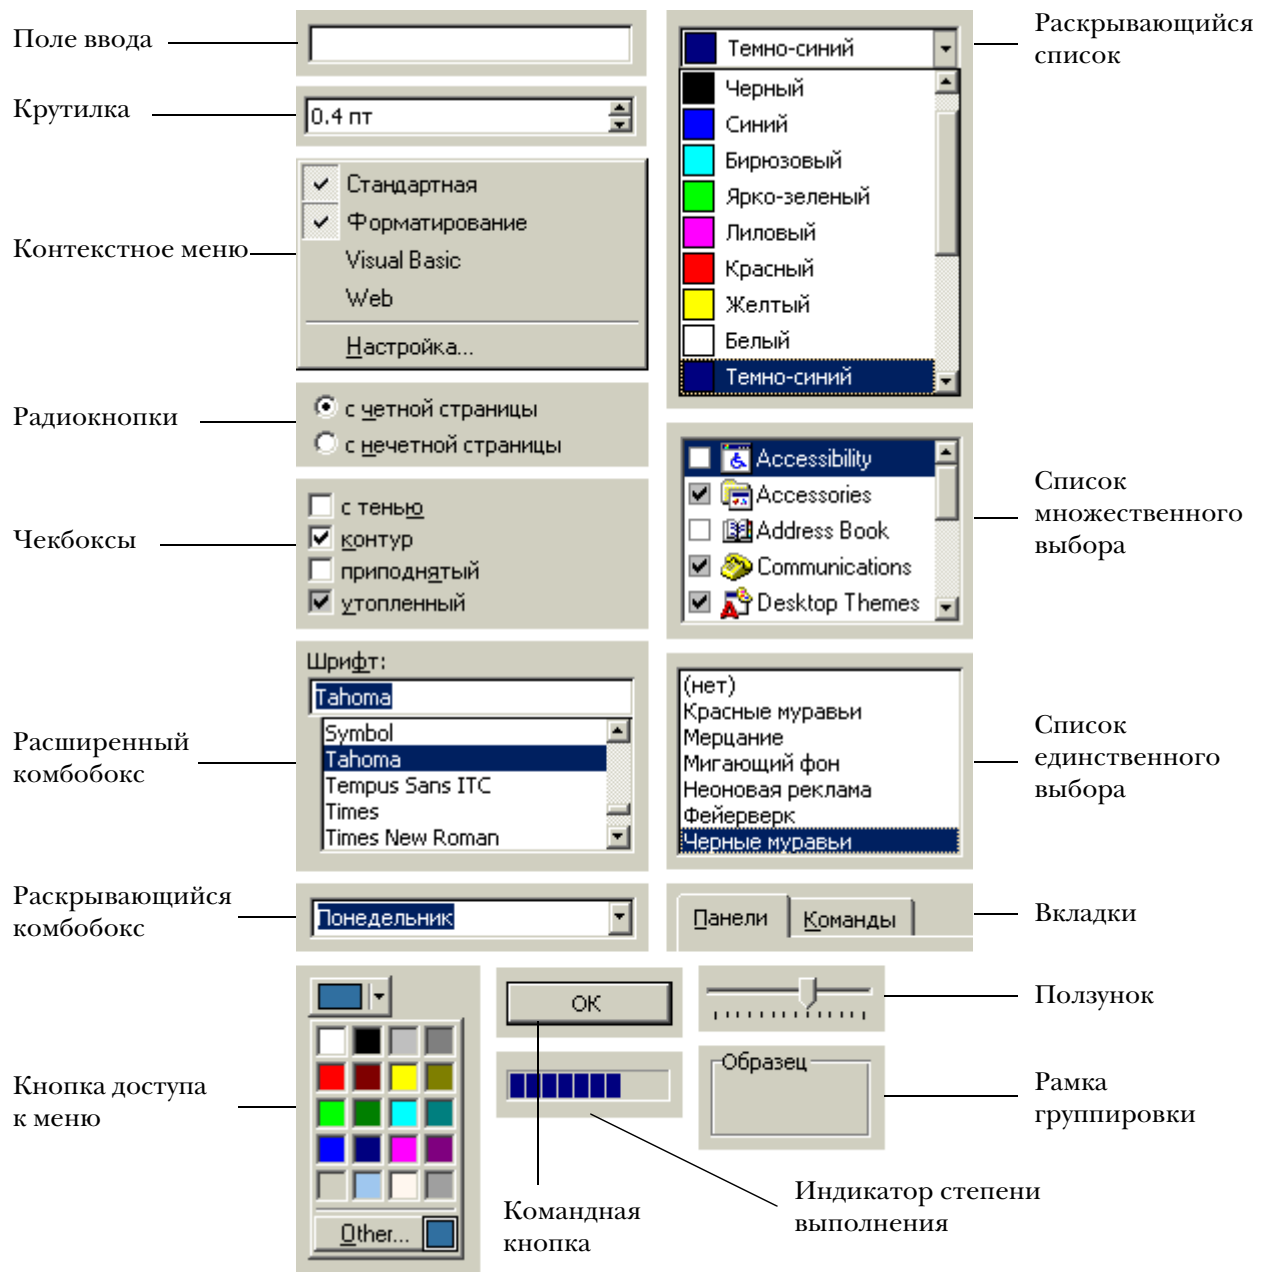 Поле ввода
Крутилка
0.4 пт
Контекстное меню
Стандартная
Форматирование
Visual Basic
Web
Настройка...
Радиокнопки
с четной страницы
с нечетной страницы
Чекбоксы
с тенью
контур
приподнятый
утопленный
Расширенный
комбобокс
Шрифт:
Tahoma
Symbol
Tahoma
Tempus Sans ITC
Times
Times New Roman
Раскрывающийся
комбобокс
Понедельник
Кнопка доступа
к меню
Other...
Раскрывающийся
список
Темно-синий
Черный
Синий
Бирюзовый
Ярко-зеленый
Лиловый
Красный
Желтый
Белый
Темно-синий
Список
множественного
выбора
Accessibility
Accessories
Address Book
Communications
Desktop Themes
Список
единственного
выбора
(нет)
Красные муравьи
Мерцание
Мигающий фон
Неоновая реклама
Фейерверк
Черные муравьи
Вкладки
Панели
Команды
OK
Командная
кнопка
Ползунок
Образец
Рамка
группировки
Индикатор степени
выполнения